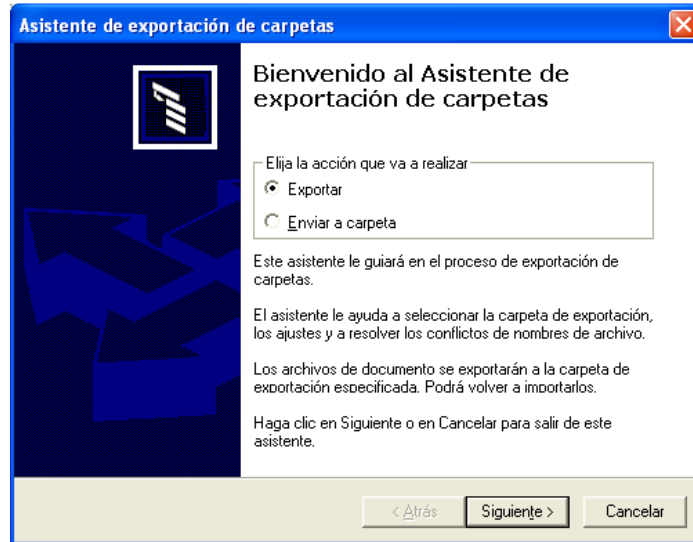 Asistente de exportación de carpetas
Bienvenido al Asistente de
exportación de carpetas
Elija la acción que va a realizar
Exportar
Enviar a carpeta
Este asistente le guiará en el proceso de exportación de
carpetas.
El asistente le ayuda a seleccionar la carpeta de exportación,
los ajustes y a resolver los conflictos de nombres de archivo.
Los archivos de documento se exportarán a la carpeta de
exportación especificada. Podrá volver a importarlos.
Haga clic en Siguiente o en Cancelar para salir de este
asistente.
< Atrás Siguiente > Cancelar